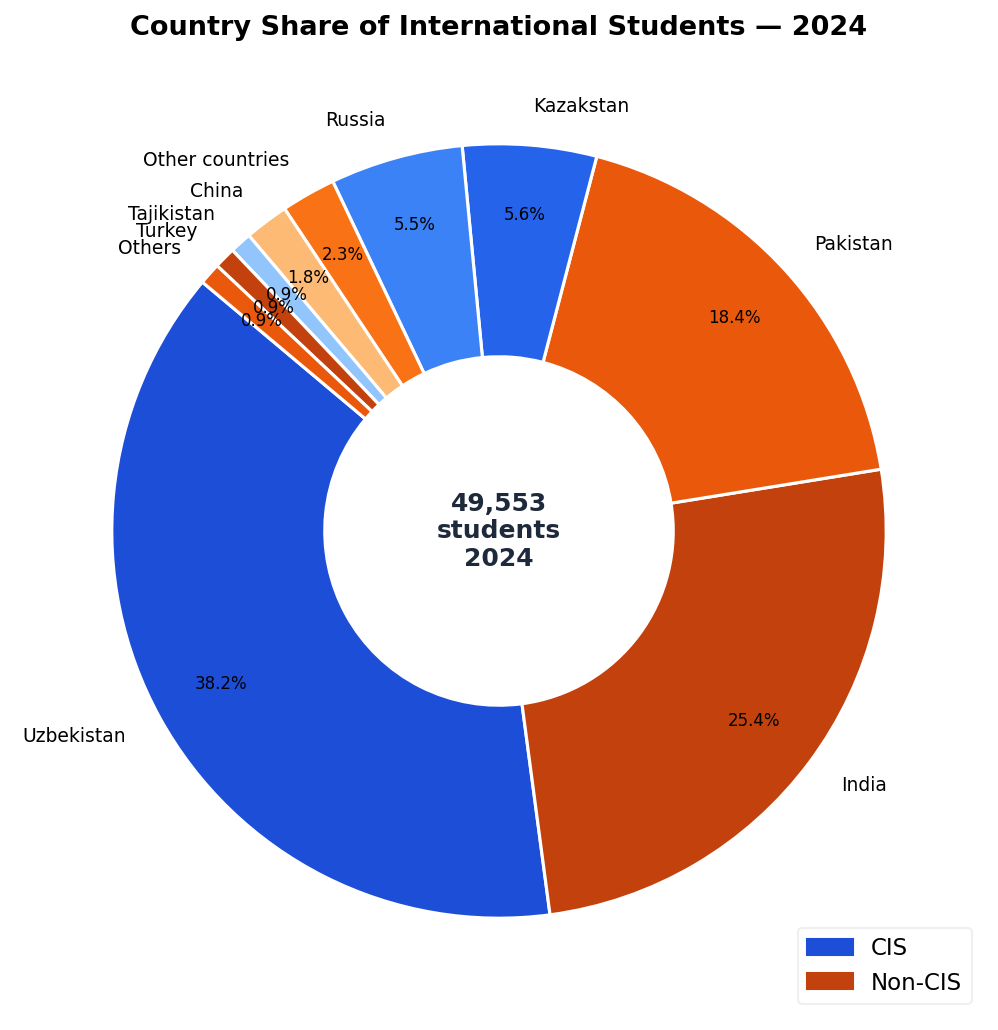 Country Share of International Students — 2024
Kazakstan
Russia
Other countries
China
Tajikistan
Turkey
Others
Pakistan
5.6%
5.5%
2.3%
1.8%
0.9%
0.9%
0.9%
18.4%
49,553
students
2024
38.2%
25.4%
Uzbekistan
India
CIS
Non-CIS